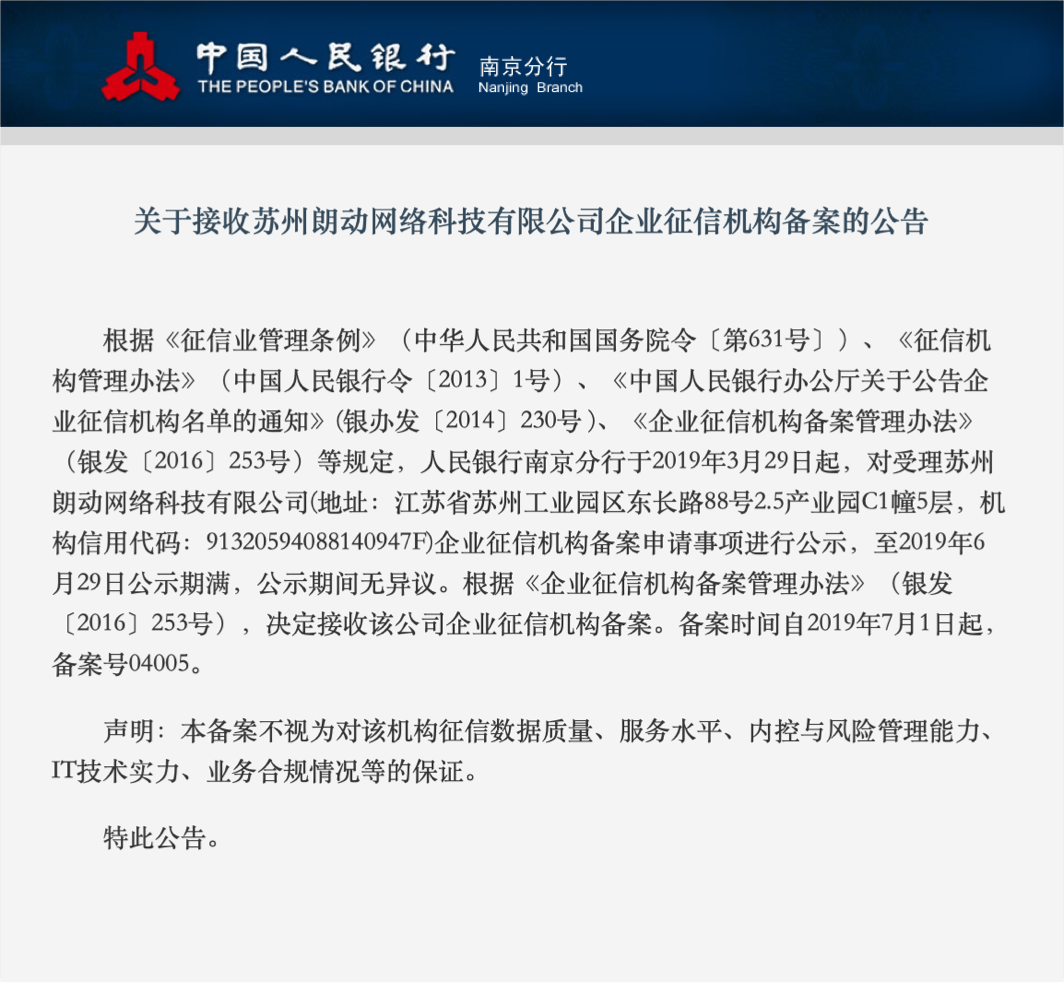 中国人民银行
THE PEOPLE'S BANK OF CHINA
南京分行
Nanjing Branch
关于接收苏州朗动网络科技有限公司企业征信机构备案的公告
根据《征信业管理条例》（中华人民共和国国务院令〔第631号〕）、《征信机
构管理办法》（中国人民银行令〔2013〕1号）、《中国人民银行办公厅关于公告企
业征信机构名单的通知》(银办发〔2014〕230号)、《企业征信机构备案管理办法》
（银发〔2016〕253号）等规定，人民银行南京分行于2019年3月29日起，对受理苏州
朗动网络科技有限公司(地址：江苏省苏州工业园区东长路88号2.5产业园C1幢5层，机
构信用代码：91320594088140947F)企业征信机构备案申请事项进行公示，至2019年6
月29日公示期满，公示期间无异议。根据《企业征信机构备案管理办法》（银发
〔2016〕253号），决定接收该公司企业征信机构备案。备案时间自2019年7月1日起，
备案号04005。
声明：本备案不视为对该机构征信数据质量、服务水平、内控与风险管理能力、
IT技术实力、业务合规情况等的保证。
特此公告。